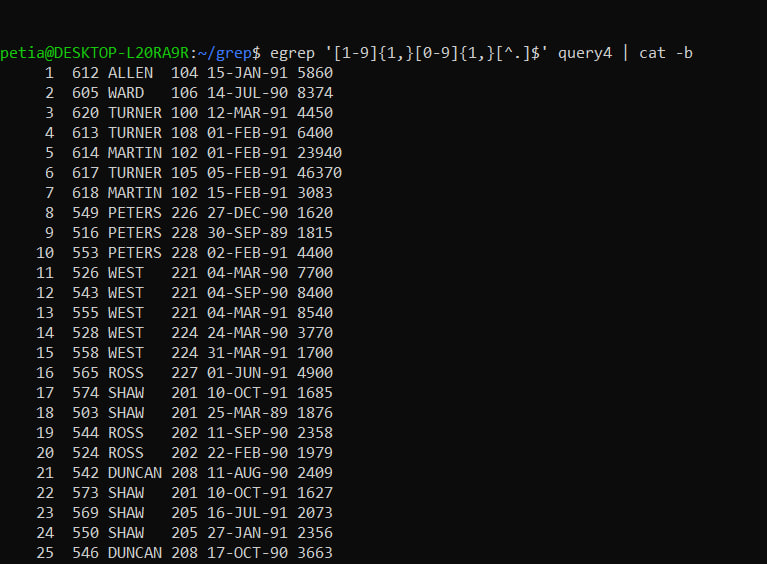 petia@DESKTOP-L20RA9R:~/grep$ egrep '[1-9]{1,}[0-9]{1,}[^.]$' query4 | cat -b
1 612 ALLEN 104 15-JAN-91 5860
2 605 WARD 106 14-JUL-90 8374
3 620 TURNER 100 12-MAR-91 4450
4 613 TURNER 108 01-FEB-91 6400
5 614 MARTIN 102 01-FEB-91 23940
6 617 TURNER 105 05-FEB-91 46370
7 618 MARTIN 102 15-FEB-91 3083
8 549 PETERS 226 27-DEC-90 1620
9 516 PETERS 228 30-SEP-89 1815
10 553 PETERS 228 02-FEB-91 4400
11 526 WEST 221 04-MAR-90 7700
12 543 WEST 221 04-SEP-90 8400
13 555 WEST 221 04-MAR-91 8540
14 528 WEST 224 24-MAR-90 3770
15 558 WEST 224 31-MAR-91 1700
16 565 ROSS 227 01-JUN-91 4900
17 574 SHAW 201 10-OCT-91 1685
18 503 SHAW 201 25-MAR-89 1876
19 544 ROSS 202 11-SEP-90 2358
20 524 ROSS 202 22-FEB-90 1979
21 542 DUNCAN 208 11-AUG-90 2409
22 573 SHAW 201 10-OCT-91 1627
23 569 SHAW 205 16-JUL-91 2073
24 550 SHAW 205 27-JAN-91 2356
25 546 DUNCAN 208 17-OCT-90 3663